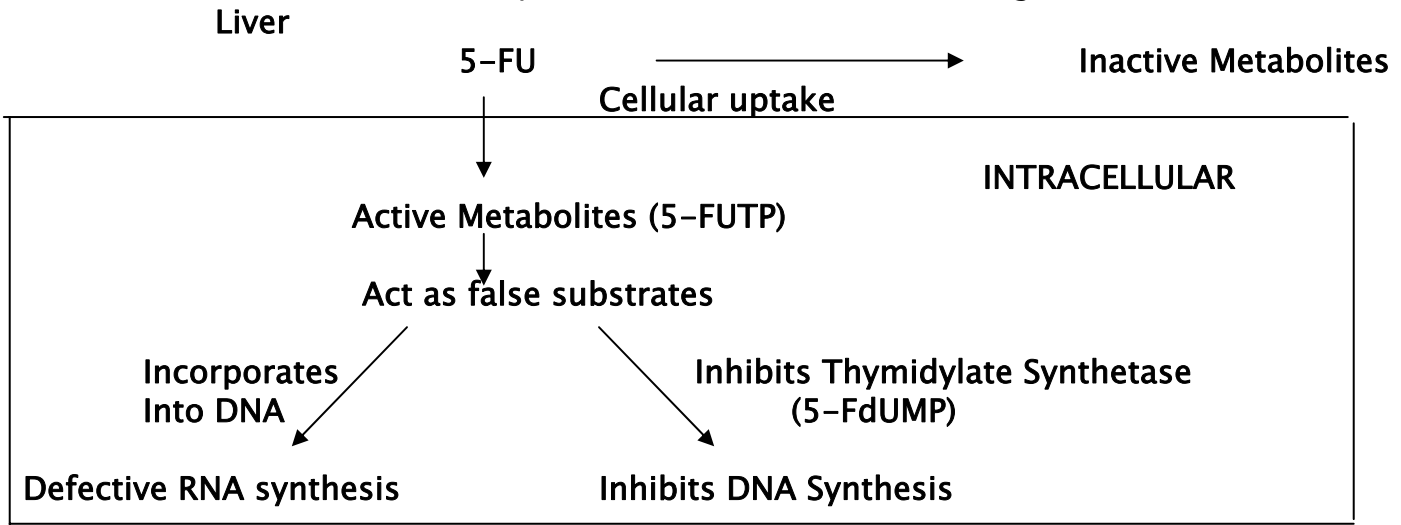 Liver
5-FU Inactive Metabolites
Cellular uptake
INTRACELLULAR
Active Metabolites (5-FUTP)
Act as false substrates
Incorporates Inhibits Thymidylate Synthetase
Into DNA (5-FdUMP)
Defective RNA synthesis Inhibits DNA Synthesis